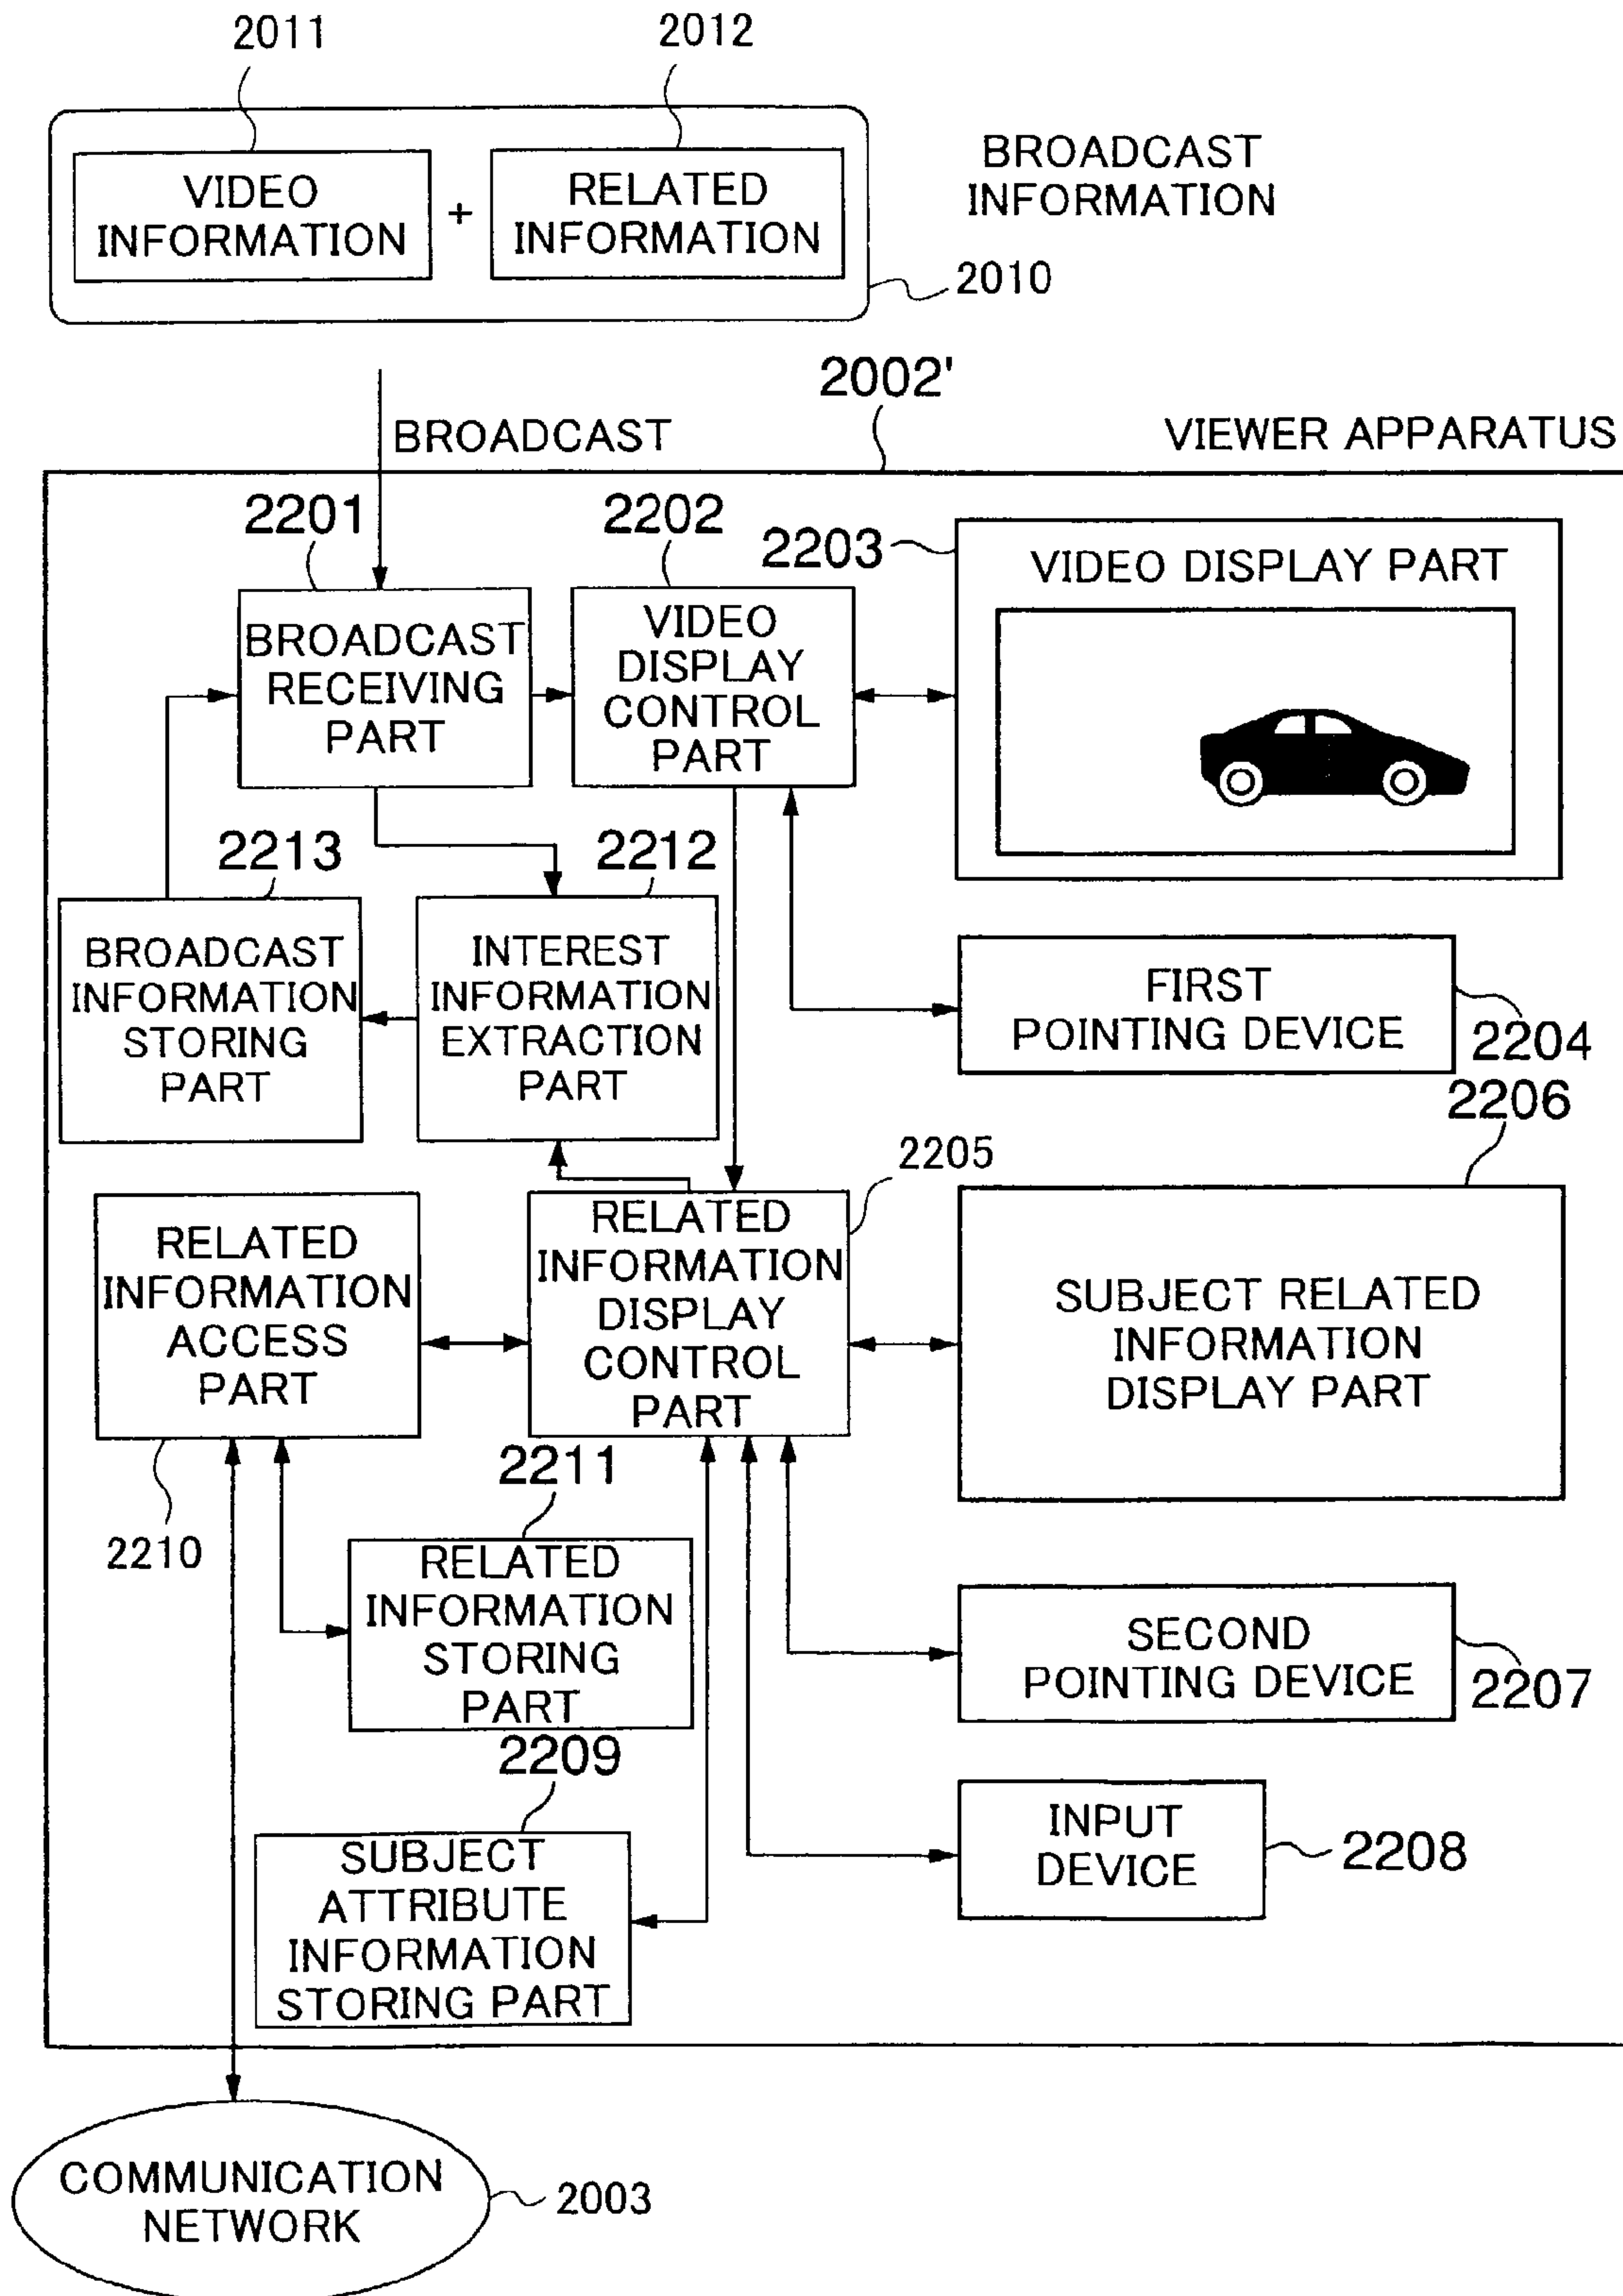 2011
2012
VIDEO
INFORMATION
+
RELATED
INFORMATION
BROADCAST
INFORMATION
2010
2002'
BROADCAST
VIEWER APPARATUS
2201
2202
2203
VIDEO DISPLAY PART
BROADCAST
RECEIVING
PART
VIDEO
DISPLAY
CONTROL
PART
2213
2212
BROADCAST
INFORMATION
STORING
PART
INTEREST
INFORMATION
EXTRACTION
PART
FIRST
POINTING DEVICE
2204
2206
2205
RELATED
INFORMATION
ACCESS
PART
RELATED
INFORMATION
DISPLAY
CONTROL
PART
SUBJECT RELATED
INFORMATION
DISPLAY PART
2210
2211
RELATED
INFORMATION
STORING
PART
SECOND
POINTING DEVICE
2207
2209
SUBJECT
ATTRIBUTE
INFORMATION
STORING PART
INPUT
DEVICE
2208
COMMUNICATION
NETWORK
2003